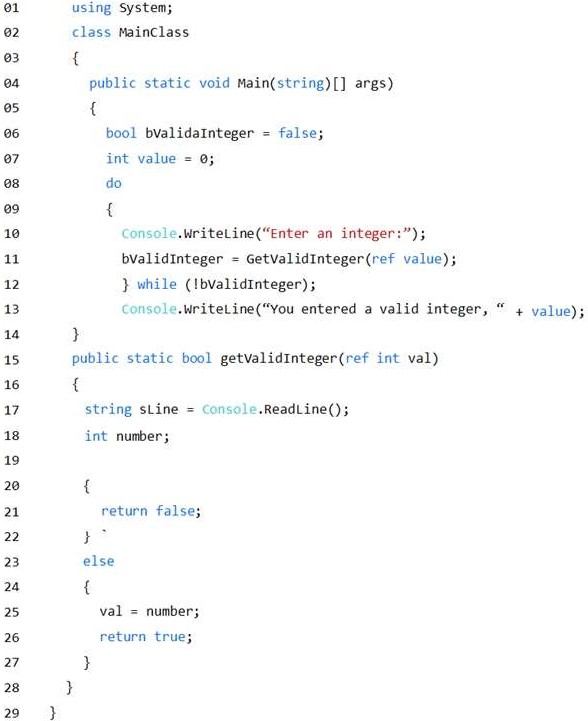 01 using System;
02 class MainClass
03 {
04 public static void Main(string)[] args)
05 {
06 bool bValidaInteger = false;
07 int value = 0;
08 do
09 {
10 Console.WriteLine(“Enter an integer:”);
11 bValidInteger = GetValidInteger(ref value);
12 } while (!bValidInteger);
13 Console.WriteLine(“You entered a valid integer, “ + value);
14 }
15 public static bool getValidInteger(ref int val)
16 {
17 string sLine = Console.ReadLine();
18 int number;
19
20 {
21 return false;
22 } `
23 else
24 {
25 val = number;
26 return true;
27 }
28 }
29 }